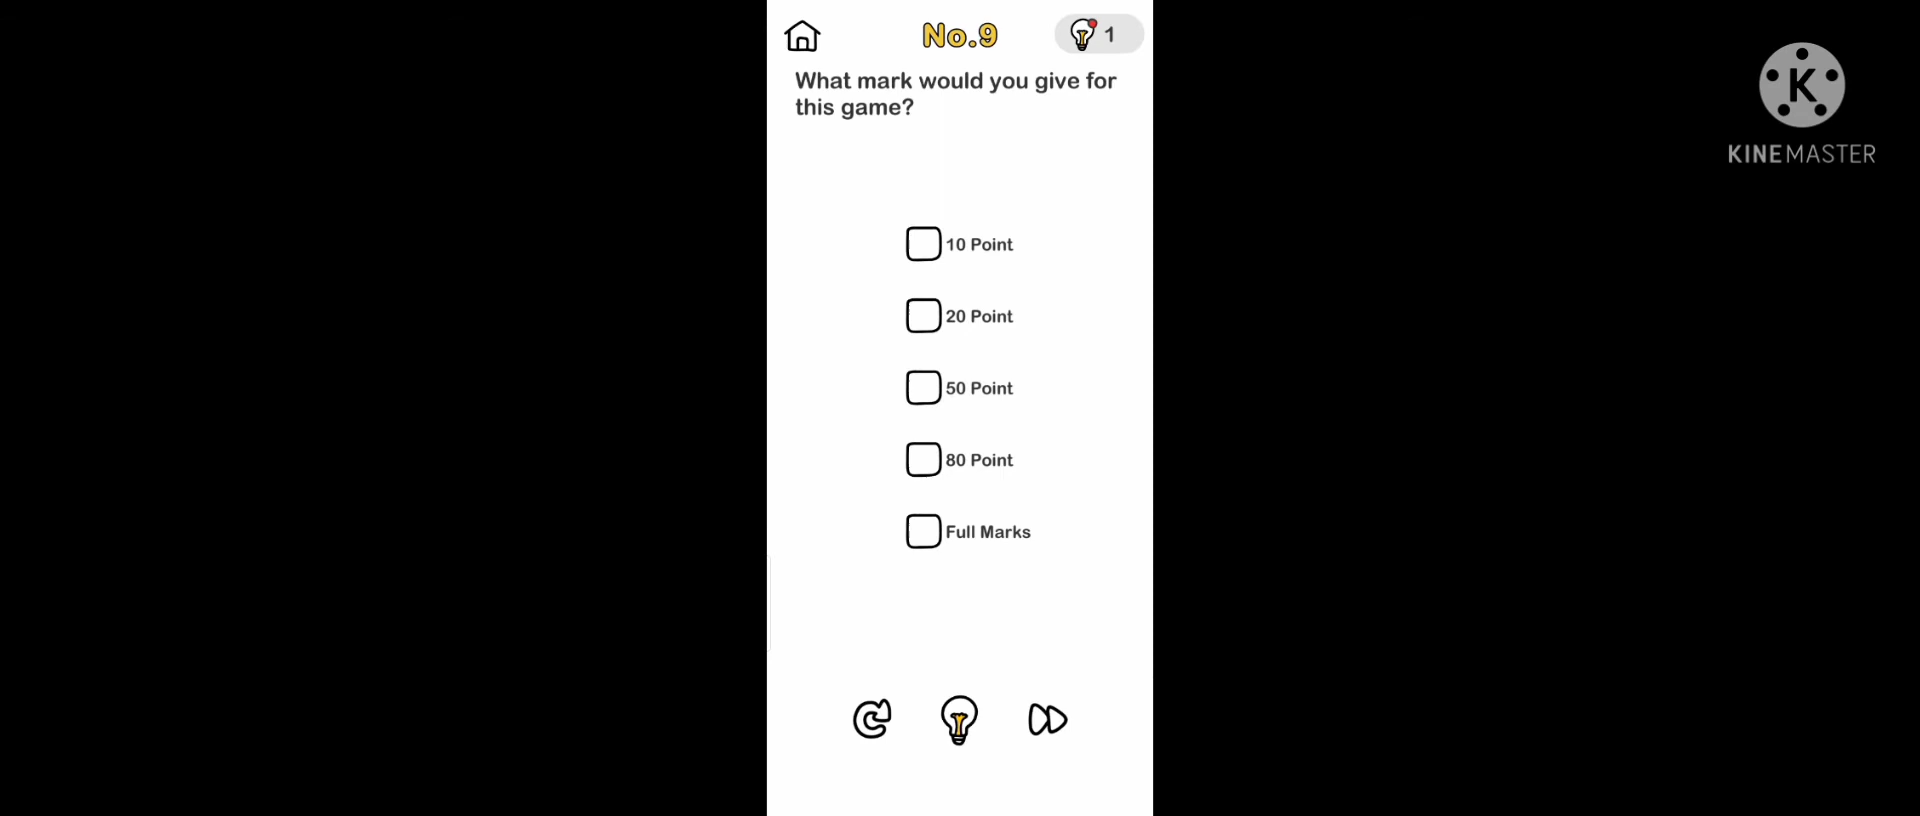 No.9
1
What mark would you give for
this game?
10 Point
20 Point
50 Point
80 Point
Full Marks
K
KINEMASTER